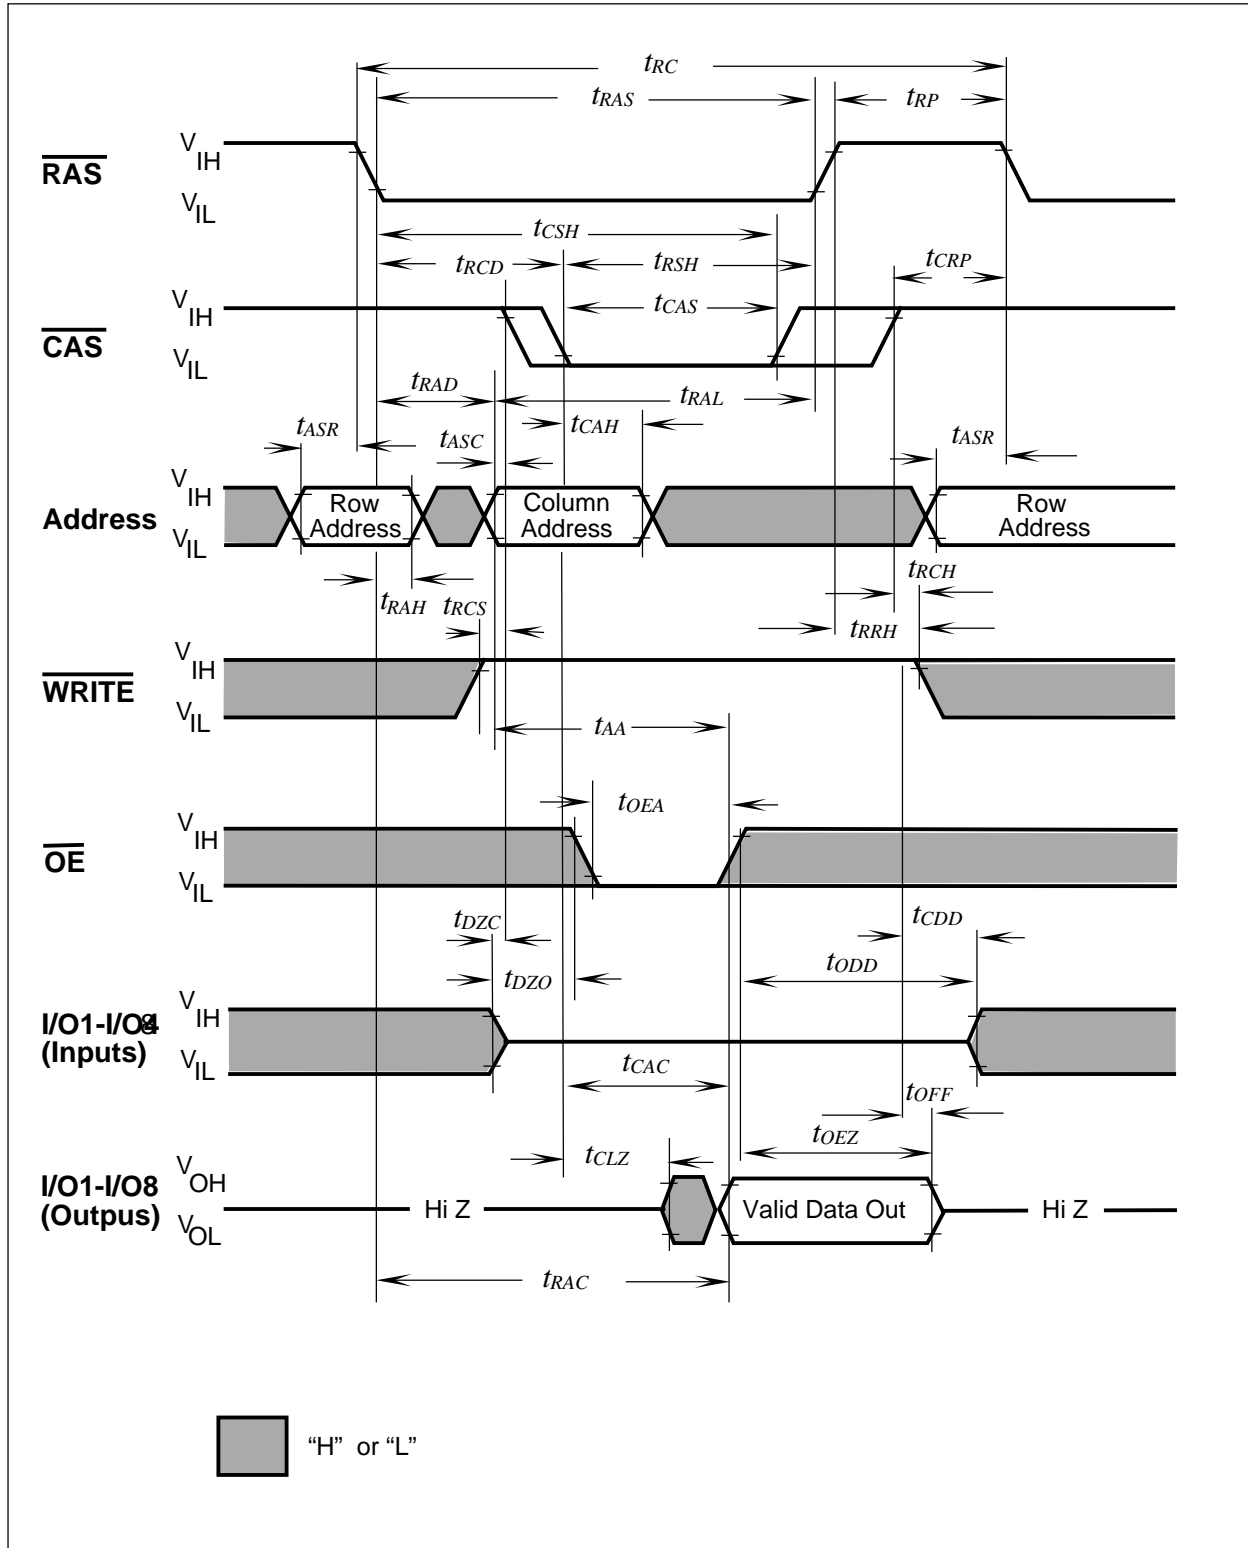 tRC
tRAS
tRP
RAS
VIH
VIL
tCSH
tRCD
tRSH
tCRP
tCAS
CAS
VIH
VIL
tRAD
tRAL
tASR
tASC
tCAH
tASR
Address
VIH
VIL
Row Address
Column Address
Row Address
tRCH
tRAH
tRCS
tRRH
WRITE
VIH
VIL
tAA
tOEA
OE
VIH
VIL
tDZC
tCDD
tDZO
tODD
I/O1-I/O
(Inputs)
VIH
VIL
tCAC
tOFF
tOEZ
tCLZ
I/O1-I/O8
(Outpus)
VOH
VOL
Hi Z
Valid Data Out
Hi Z
tRAC
“H” or “L”